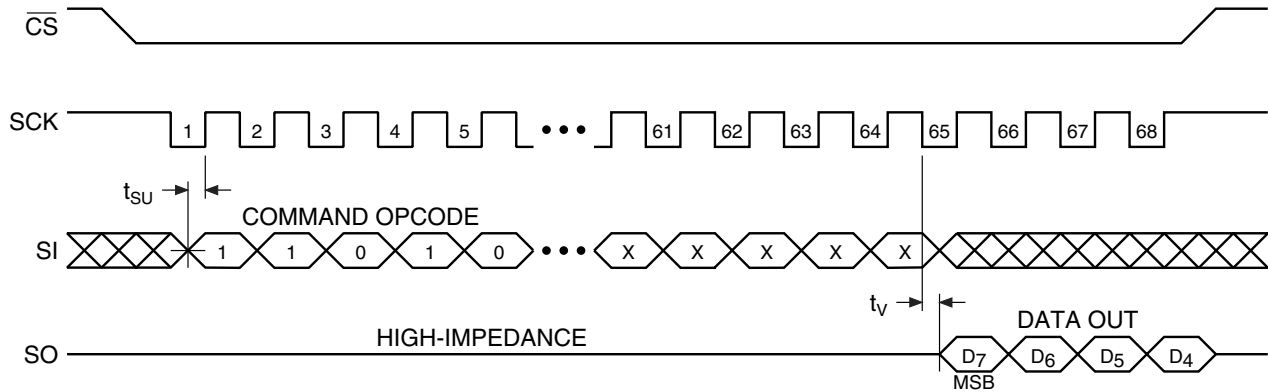 CS
SCK 1 2 3 4 5 ••• 61 62 63 64 65 66 67 68
tSU
COMMAND OPCODE
SI 1 1 0 1 0 ••• X X X X X
tV
HIGH-IMPEDANCE DATA OUT
SO D7 D6 D5 D4
MSB